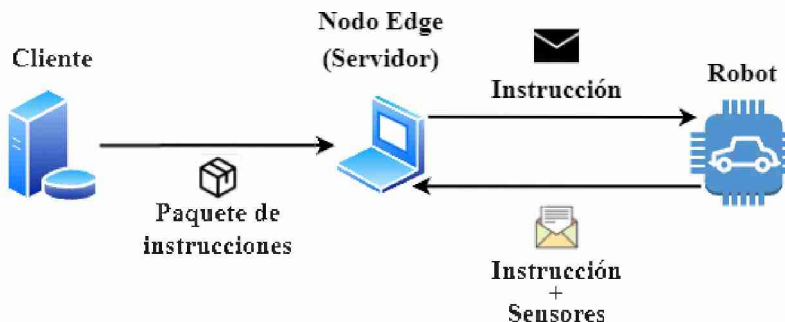 Cliente
Nodo Edge
(Servidor)
Instrucción
Robot
Paquete de
instrucciones
Instrucción
+
Sensores